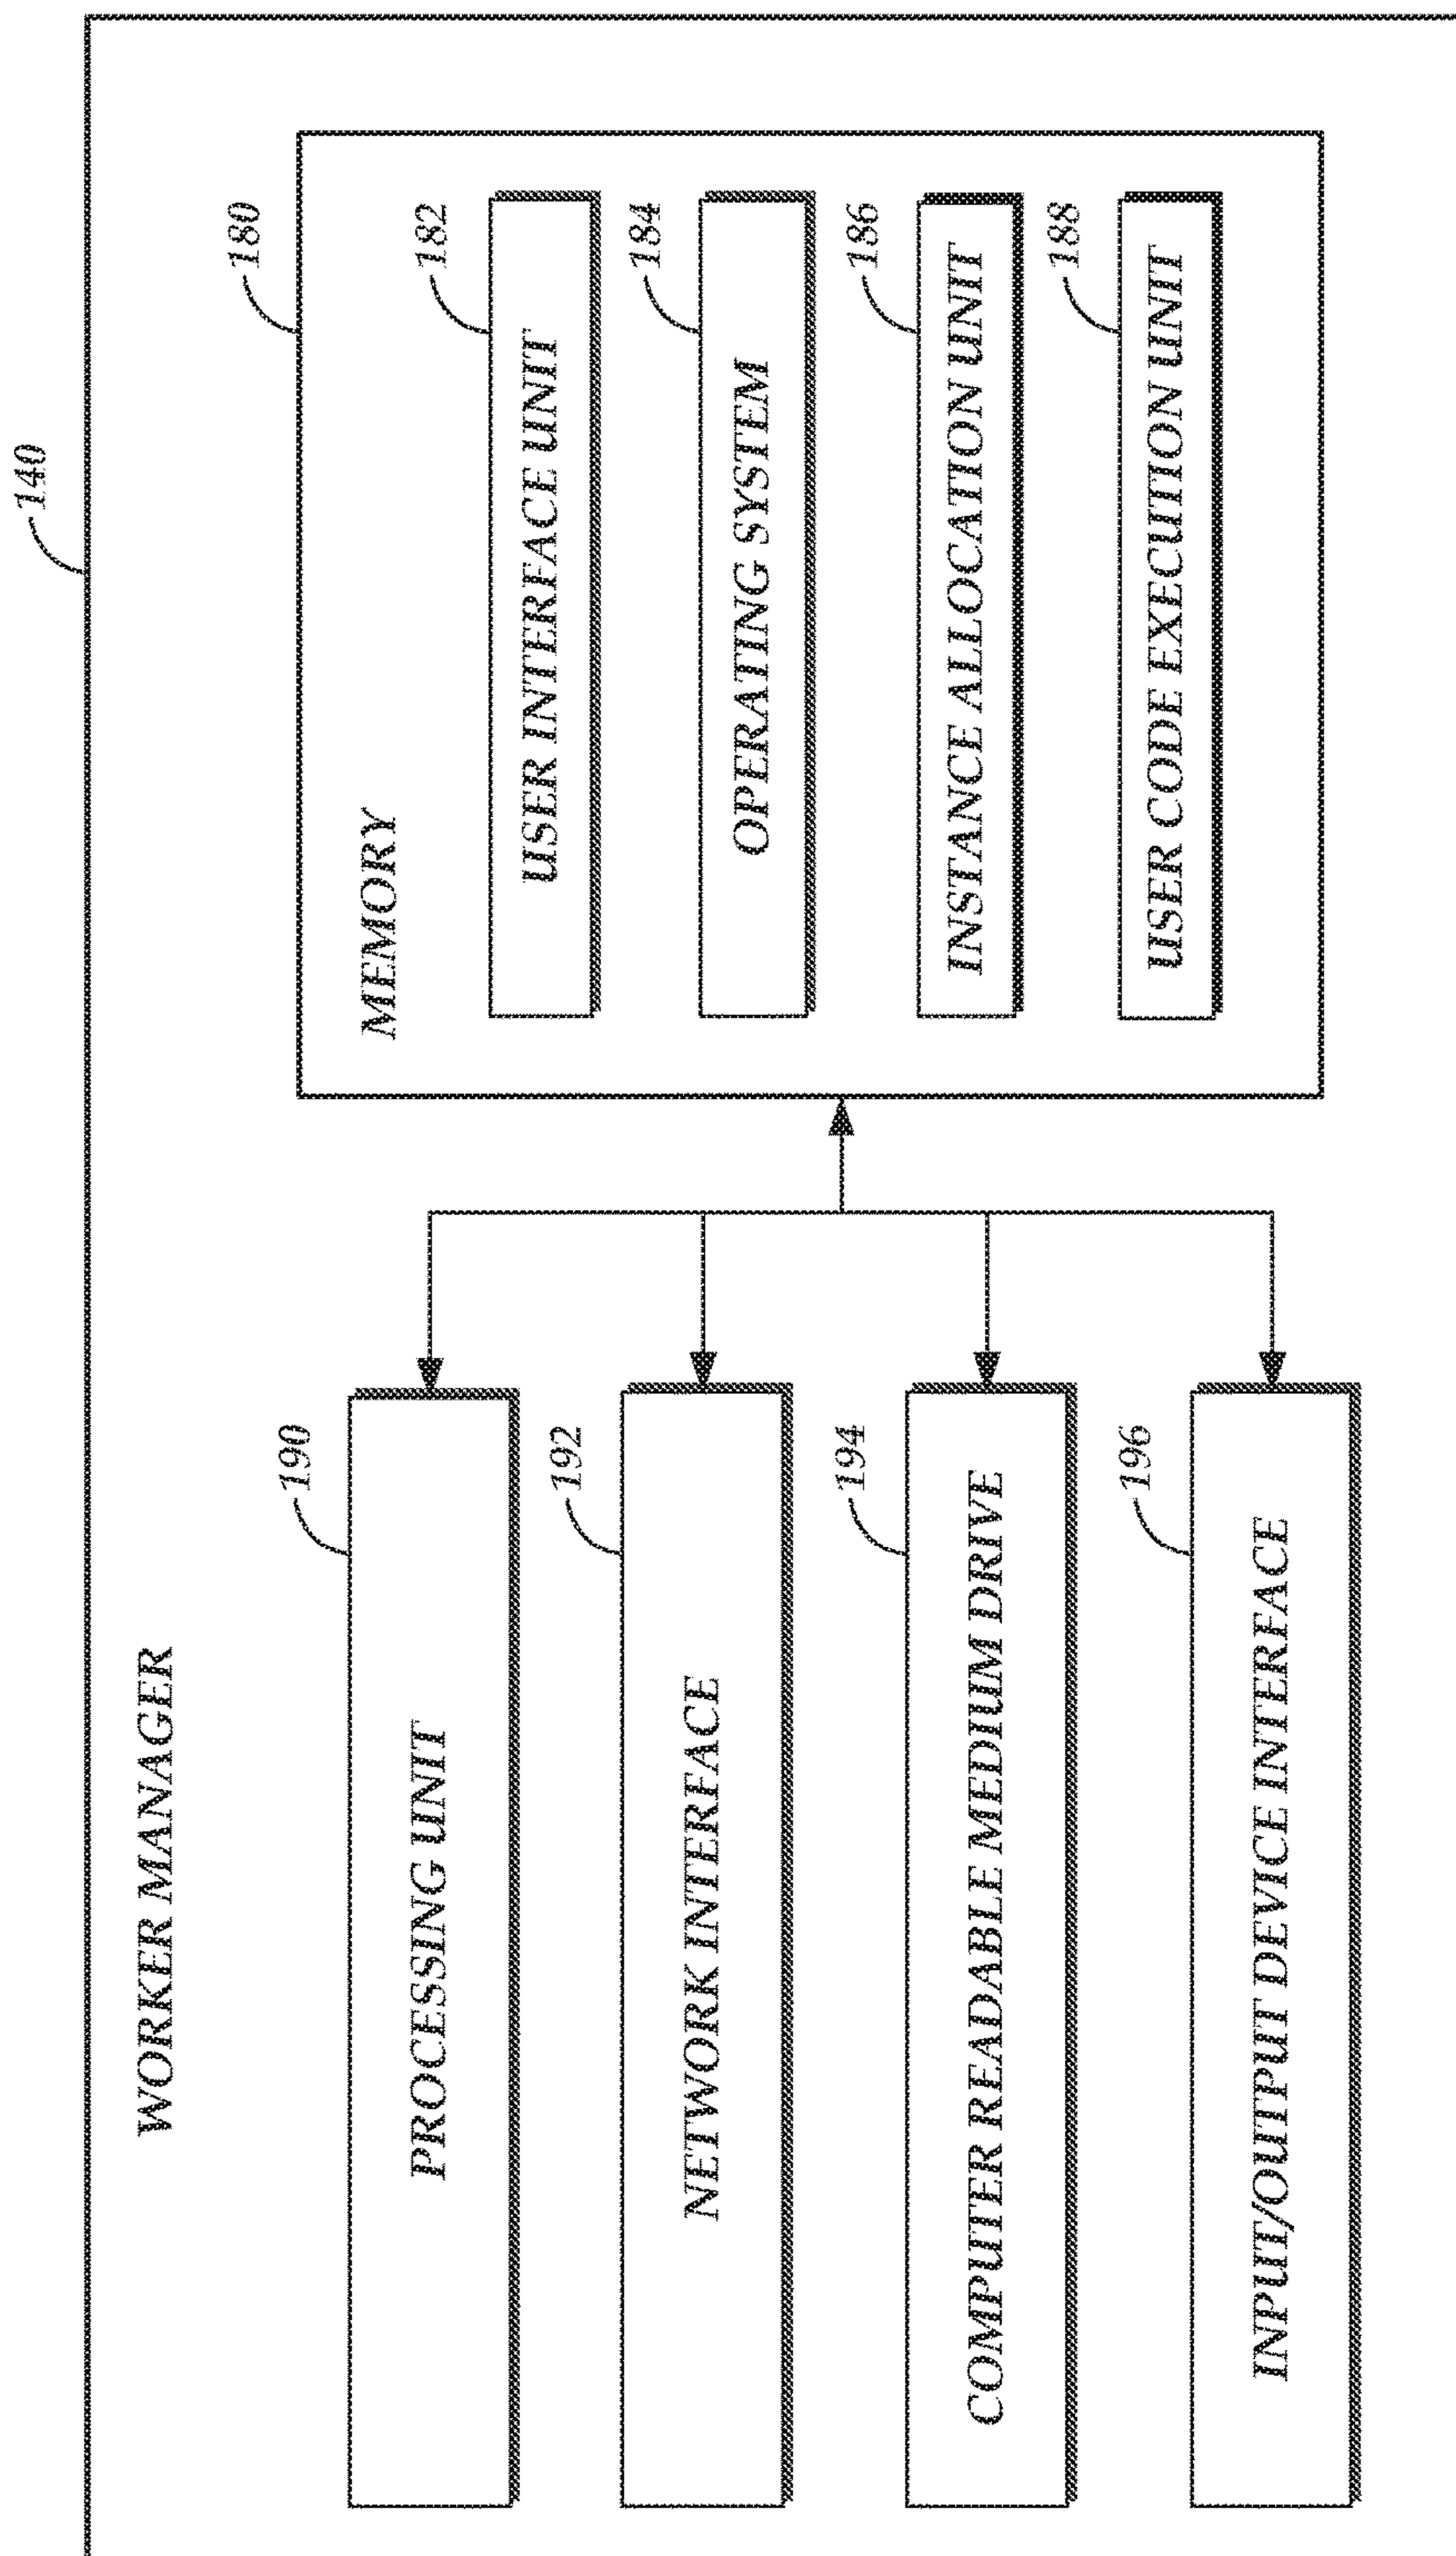 140
WORKER MANAGER
190
PROCESSING UNIT
192
NETWORK INTERFACE
194
COMPUTER READABLE MEDIUM DRIVE
196
INPUT/OUTPUT DEVICE INTERFACE
180
MEMORY
182
USER INTERFACE UNIT
184
OPERATING SYSTEM
186
INSTANCE ALLOCATION UNIT
188
USER CODE EXECUTION UNIT